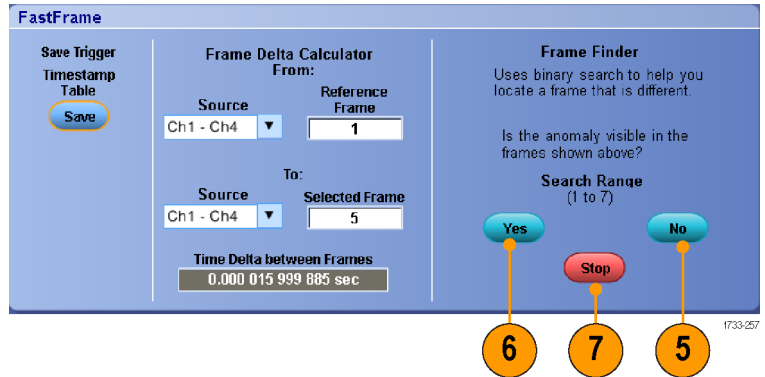 FastFrame
Save Trigger
Timestamp
Table
Save
Frame Delta Calculator
From:
Source
Reference
Frame
Ch1 - Ch4
1
To:
Source
Selected Frame
Ch1 - Ch4
5
Time Delta between Frames
0.000 015 999 885 sec
Frame Finder
Uses binary search to help you
locate a frame that is different.
Is the anomaly visible in the
frames shown above?
Search Range
(1 to 7)
Yes
No
Stop
1733-257
6
7
5